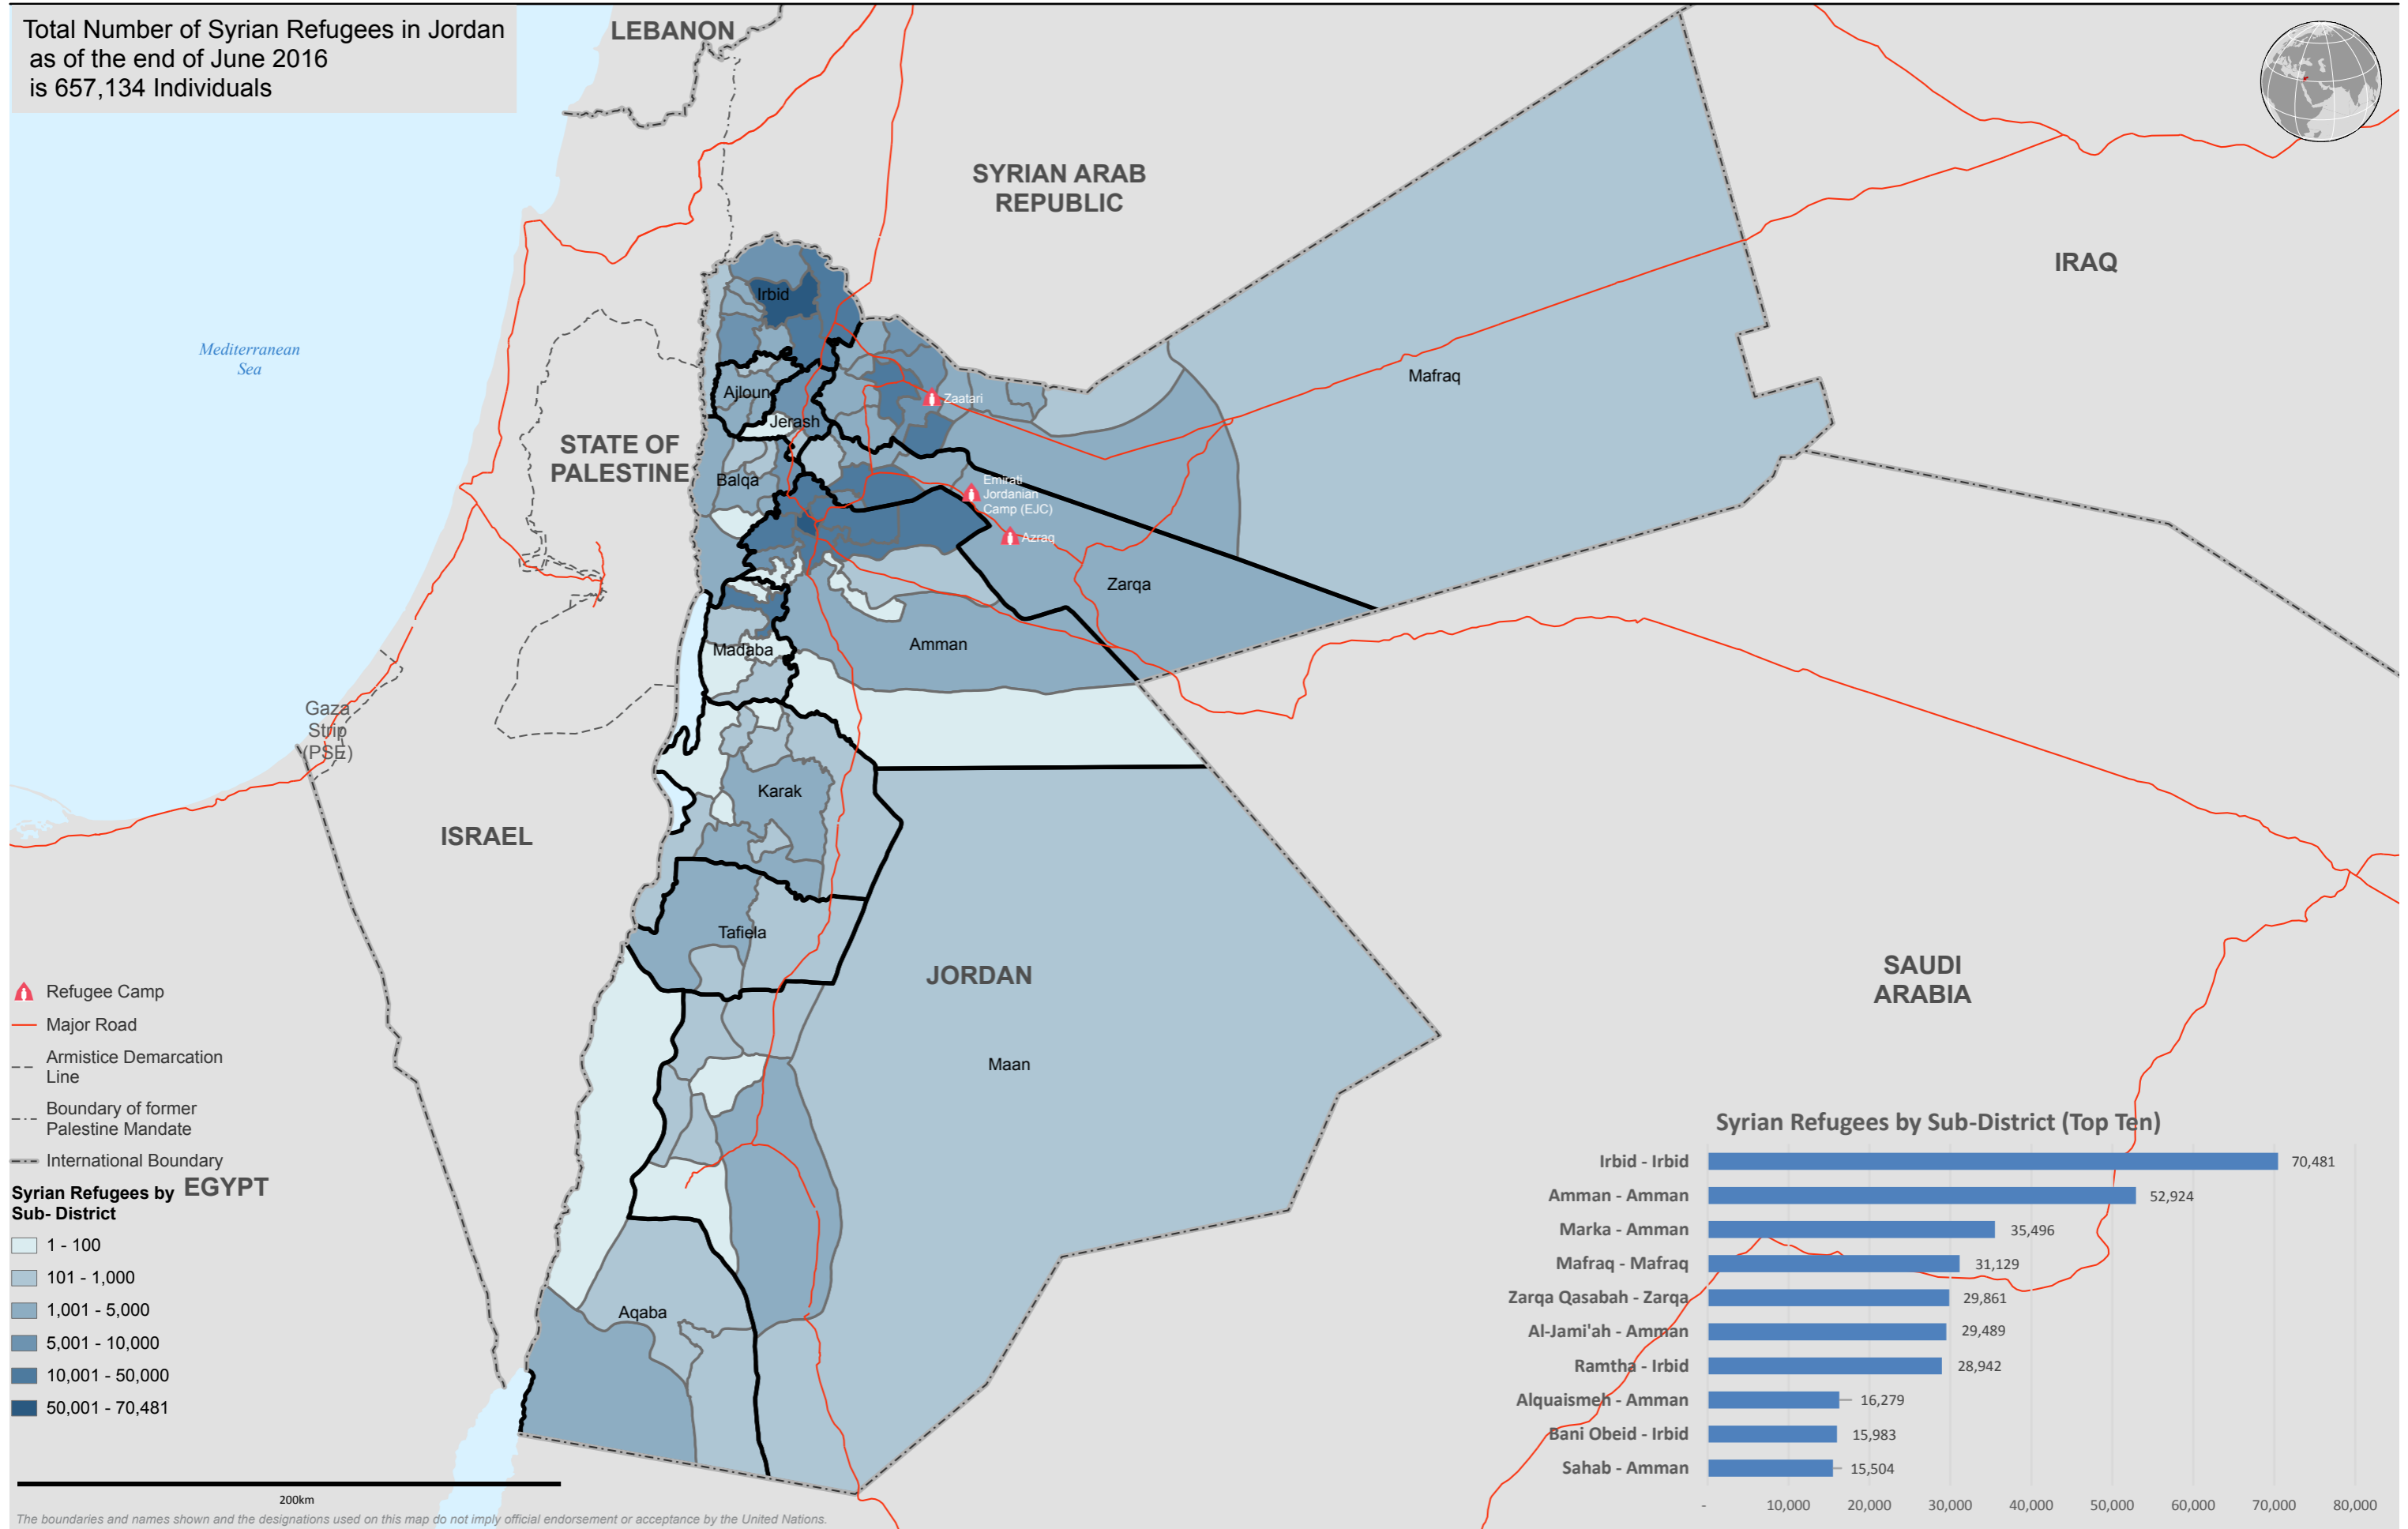 Total Number of Syrian Refugees in Jordan
as of the end of June 2016
is 657,134 Individuals
LEBANON
SYRIAN ARAB
REPUBLIC
IRAQ
Mediterranean
Sea
Irbid
Mafraq
Ajloun
Zaatari
Jerash
STATE OF
PALESTINE
Balqa
Emirati
Jordanian
Camp (EJC)
Azraq
Zarqa
Amman
Madaba
Gaza
Strip
(PSE)
Karak
ISRAEL
Tafiela
JORDAN
SAUDI
ARABIA
Maan
Aqaba
EGYPT
Refugee Camp
Major Road
Armistice Demarcation
Line
Boundary of former
Palestine Mandate
International Boundary
Syrian Refugees by
Sub- District
1 - 100
101 - 1,000
1,001 - 5,000
5,001 - 10,000
10,001 - 50,000
50,001 - 70,481
200km
Syrian Refugees by Sub-District (Top Ten)
Irbid - Irbid 70,481
Amman - Amman 52,924
Marka - Amman 35,496
Mafraq - Mafraq 31,129
Zarqa Qasabah - Zarqa 29,861
Al-Jami'ah - Amman 29,489
Ramtha - Irbid 28,942
Alquaismeh - Amman 16,279
Bani Obeid - Irbid 15,983
Sahab - Amman 15,504
- 10,000 20,000 30,000 40,000 50,000 60,000 70,000 80,000
The boundaries and names shown and the designations used on this map do not imply official endorsement or acceptance by the United Nations.